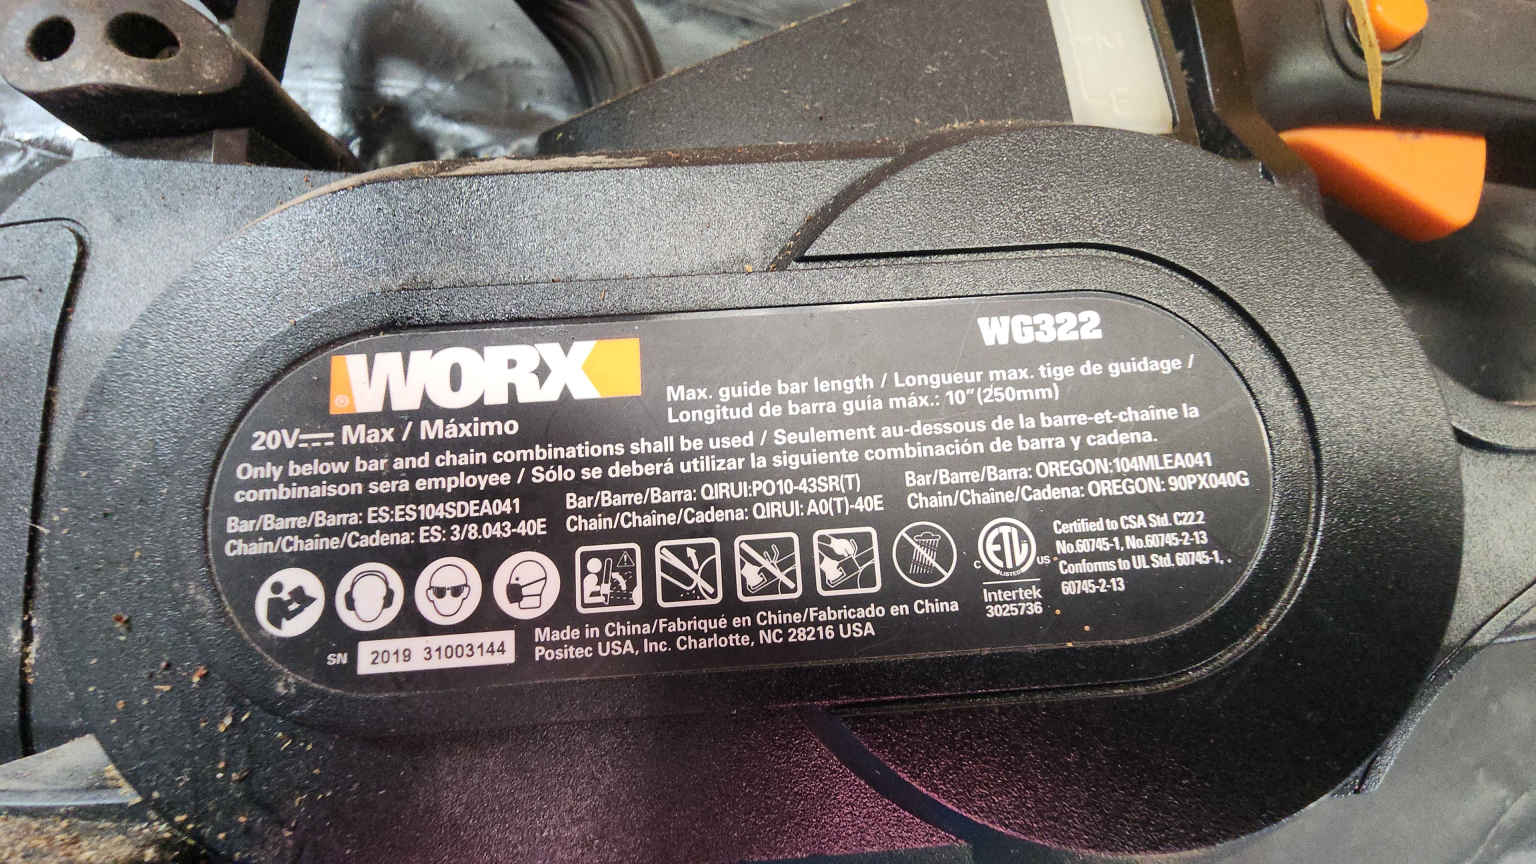 WORX
WG322
20V Max / Máximo
Max. guide bar length / Longueur max. tige de guidage /
Longitud de barra guía máx.: 10"(250mm)
Only below bar and chain combinations shall be used / Seulement au-dessous de la barre-et-chaîne la
combinaison sera employee / Sólo se deberá utilizar la siguiente combinación de barra y cadena.
Bar/Barre/Barra: ES:ES104SDEA041
Chain/Chaine/Cadena: ES: 3/8.043-40E
Bar/Barre/Barra: QIRUI:PO10-43SR(T)
Chain/Chaîne/Cadena: QIRUI: A0(T)-40E
Bar/Barre/Barra: OREGON:104MLEA041
Chain/Chaîne/Cadena: OREGON: 90PX040G
C ETL US
LISTED
Intertek
3025736
Certified to CSA Std. C22.2
No.60745-1, No.60745-2-13
Conforms to UL Std. 60745-1,
60745-2-13
SN 2019 31003144
Made in China/Fabriqué en Chine/Fabricado en China
Positec USA, Inc. Charlotte, NC 28216 USA